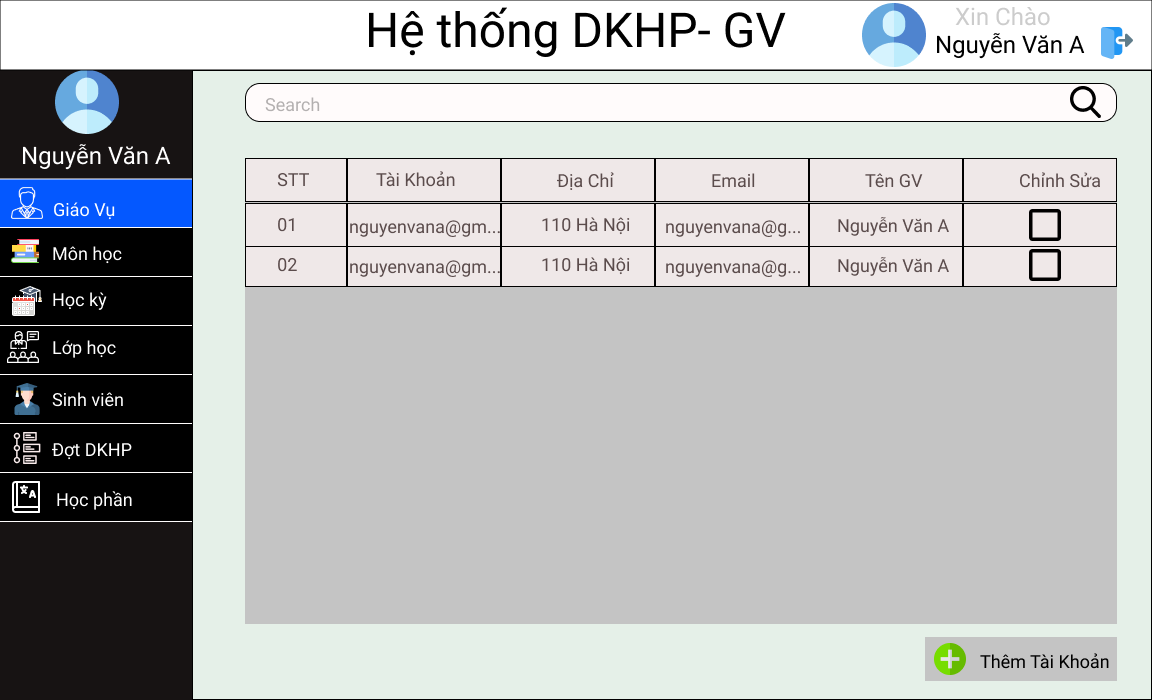 Hệ thống DKHP- GV
Xin Chào
Nguyễn Văn A
Nguyễn Văn A
Giáo Vụ
Môn học
Học kỳ
Lớp học
Sinh viên
Đợt DKHP
Học phần
Search
STT Tài Khoản Địa Chỉ Email Tên GV Chỉnh Sửa
01 nguyenvana@gm... 110 Hà Nội nguyenvana@g... Nguyễn Văn A
02 nguyenvana@gm... 110 Hà Nội nguyenvana@g... Nguyễn Văn A
Thêm Tài Khoản